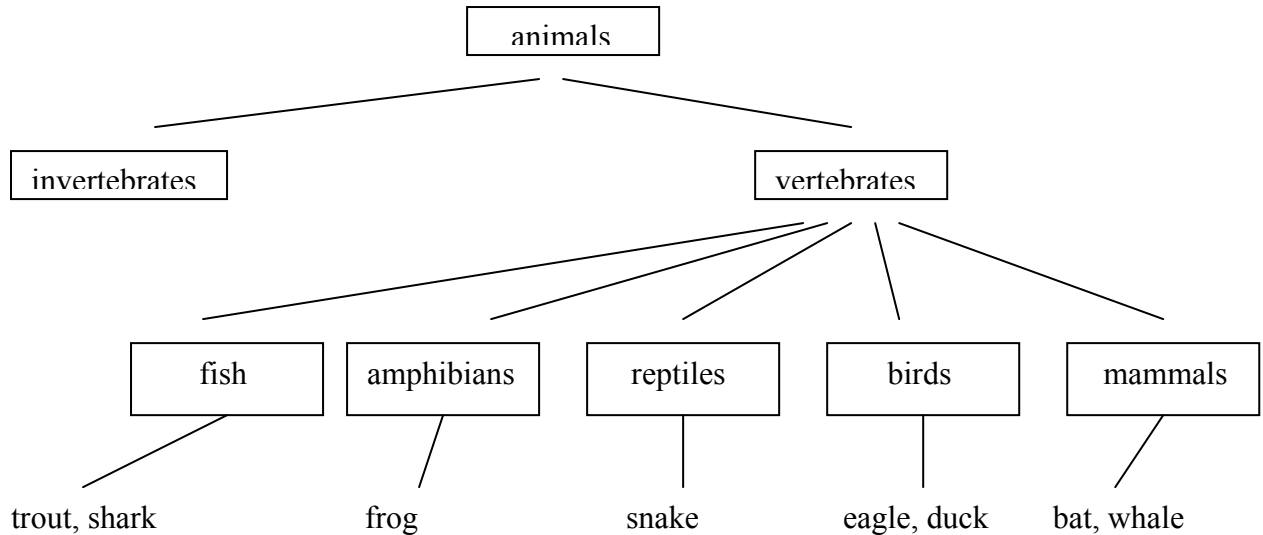 animals
invertebrates
vertebrates
fish
amphibians
reptiles
birds
mammals
trout, shark
frog
snake
eagle, duck
bat, whale